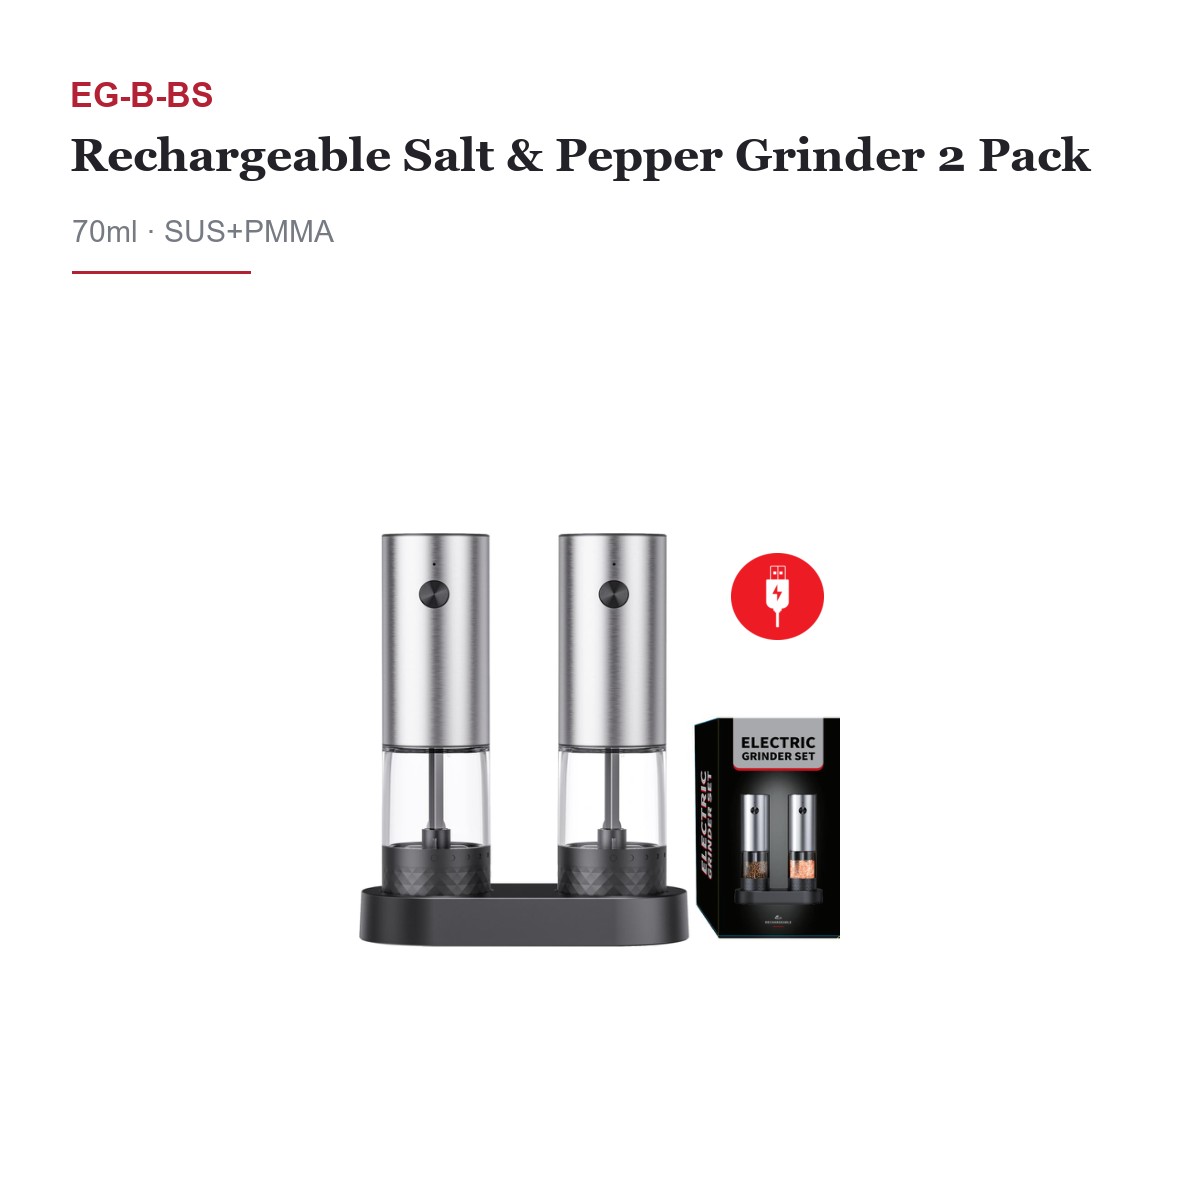 EG-B-BS
Rechargeable Salt & Pepper Grinder 2 Pack
70ml · SUS+PMMA
ELECTRIC
GRINDER SET
ELECTRIC
GRINDER SET